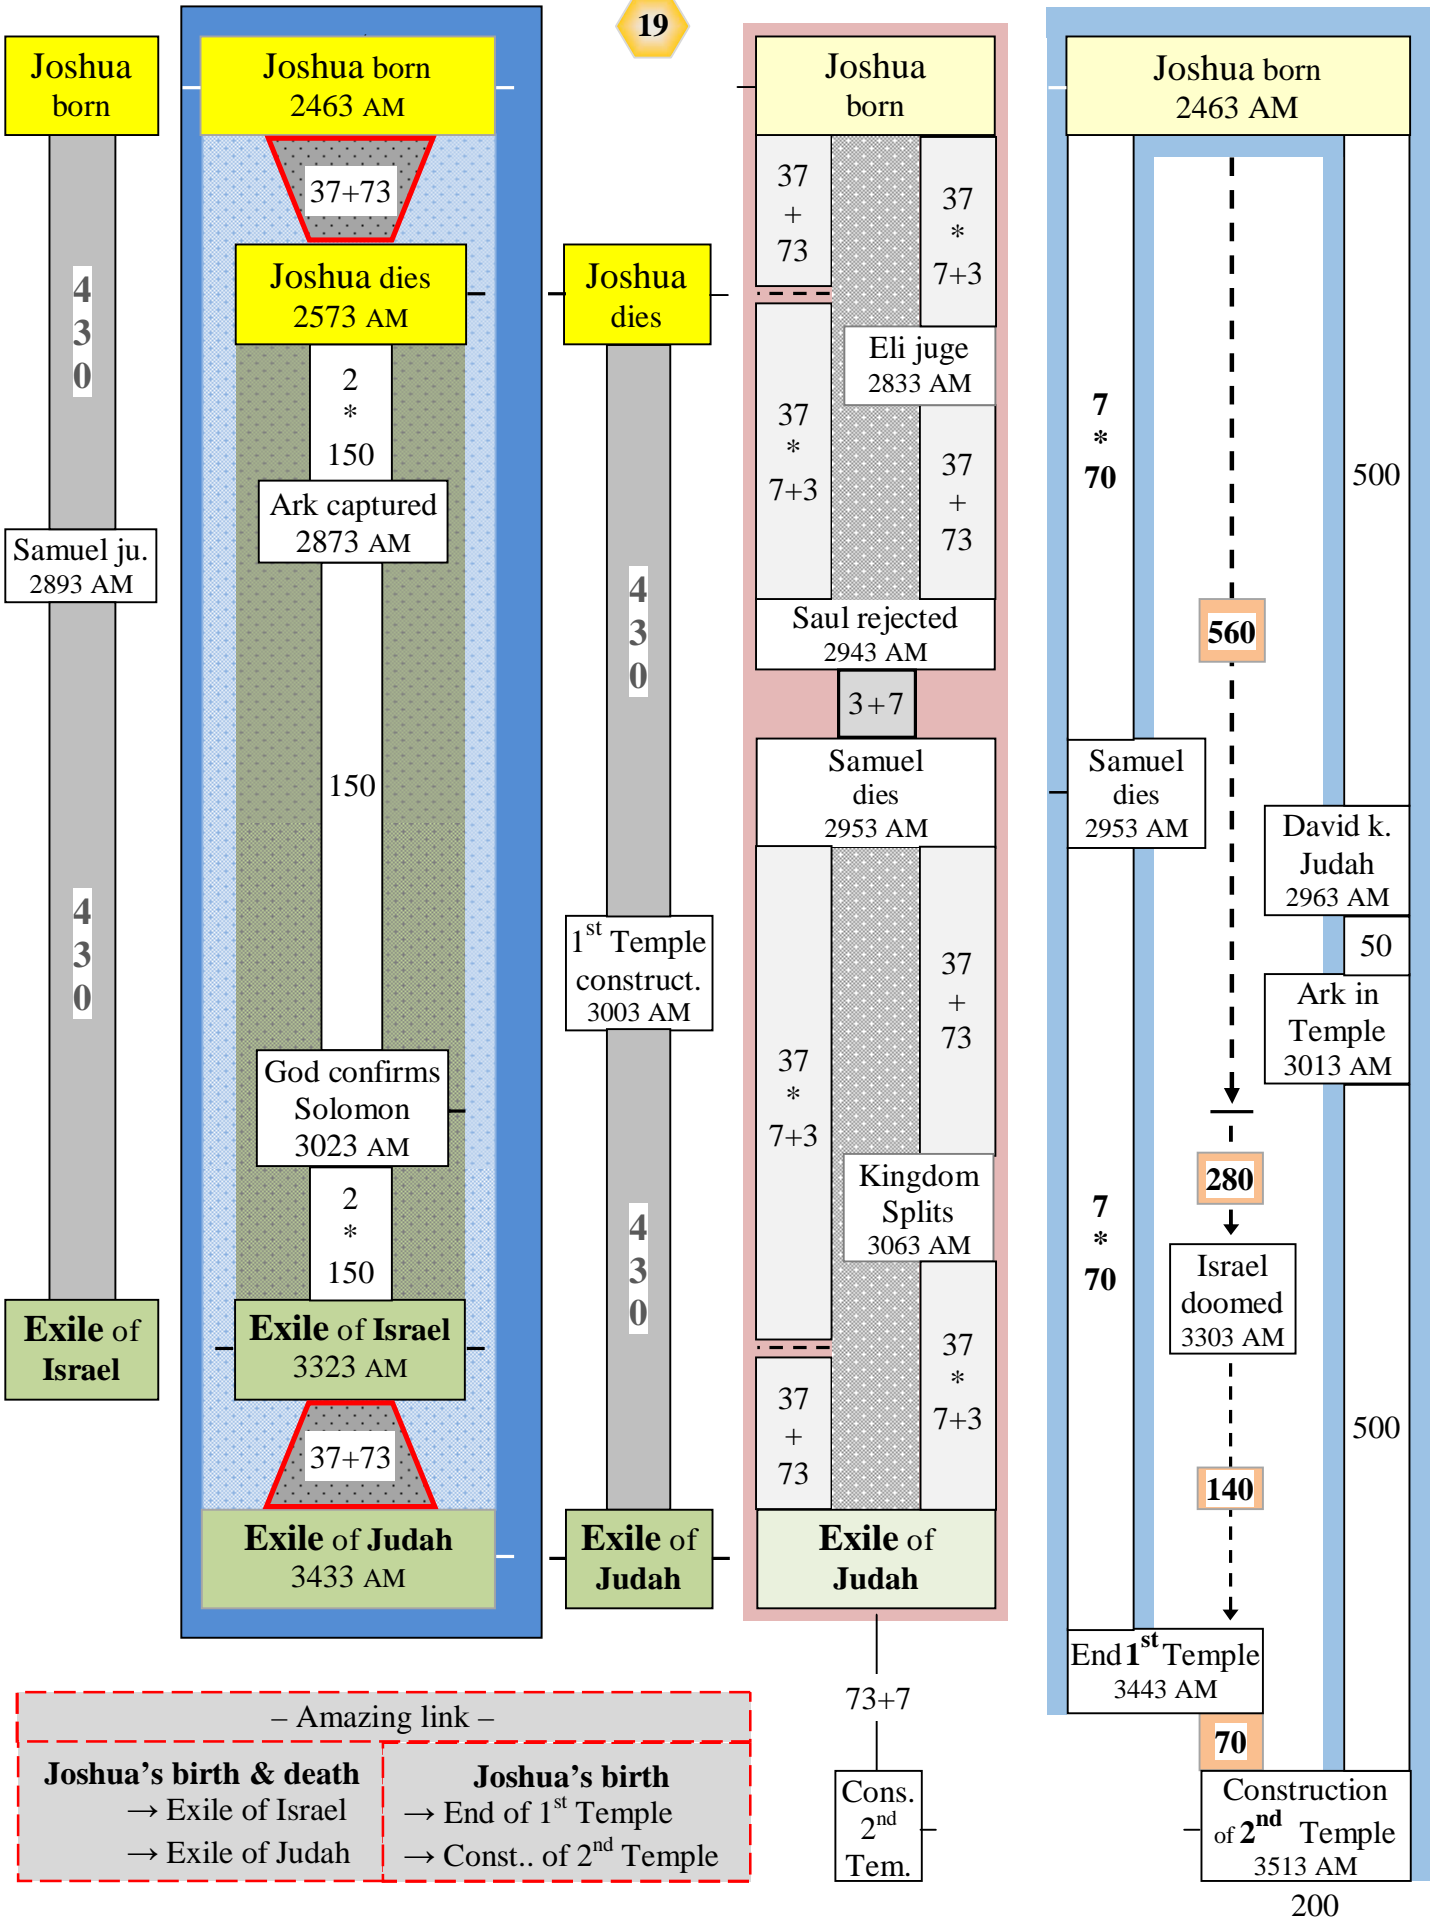 19
Joshua
born
4
3
0
Samuel ju.
2893 AM
4
3
0
Exile of
Israel
Joshua born
2463 AM
37+73
Joshua dies
2573 AM
2
*
150
Ark captured
2873 AM
150
God confirms
Solomon
3023 AM
2
*
150
Exile of Israel
3323 AM
37+73
Exile of Judah
3433 AM
Joshua
dies
4
3
0
1st Temple
construct.
3003 AM
4
3
0
Exile of
Judah
Joshua
born
37
+
73
37
*
7+3
37
*
7+3
Eli juge
2833 AM
37
+
73
Saul rejected
2943 AM
3+7
Samuel
dies
2953 AM
37
*
7+3
37
+
73
37
+
73
Kingdom
Splits
3063 AM
37
*
7+3
Exile of
Judah
73+7
Cons.
2nd
Tem.
Joshua born
2463 AM
7
*
70
Samuel
dies
2953 AM
7
*
70
End 1st Temple
3443 AM
560
280
Israel
doomed
3303 AM
140
70
500
David k.
Judah
2963 AM
50
Ark in
Temple
3013 AM
500
Construction
of 2nd Temple
3513 AM
– Amazing link –
Joshua’s birth & death
→ Exile of Israel
→ Exile of Judah
Joshua’s birth
→ End of 1st Temple
→ Const.. of 2nd Temple
200